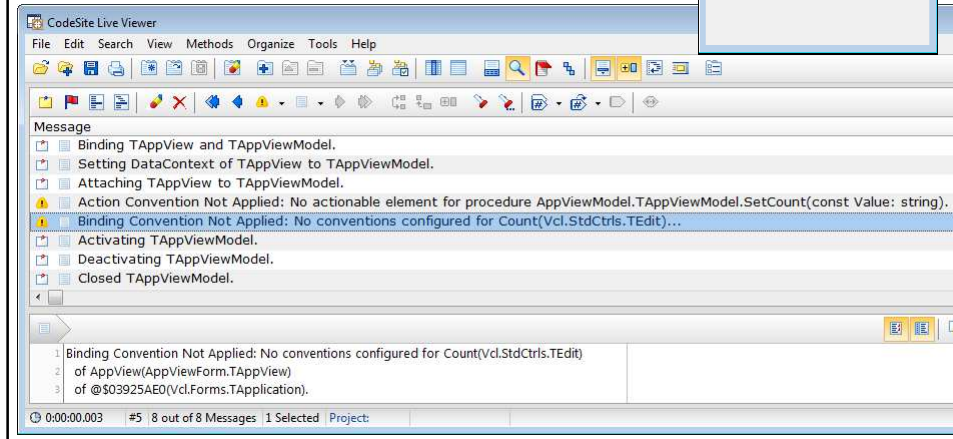 CodeSite Live Viewer
File Edit Search View Methods Organize Tools Help
Message
Binding TAppView and TAppViewModel.
Setting DataContext of TAppView to TAppViewModel.
Attaching TAppView to TAppViewModel.
Action Convention Not Applied: No actionable element for procedure AppViewModel.TAppViewModel.SetCount(const Value: string).
Binding Convention Not Applied: No conventions configured for Count(Vcl.StdCtrls.TEdit)...
Activating TAppViewModel.
Deactivating TAppViewModel.
Closed TAppViewModel.
1 Binding Convention Not Applied: No conventions configured for Count(Vcl.StdCtrls.TEdit)
2 of AppView(AppViewForm.TAppView)
3 of @$03925AE0(Vcl.Forms.TApplication).
0:00:00.003 #5 8 out of 8 Messages 1 Selected Project: